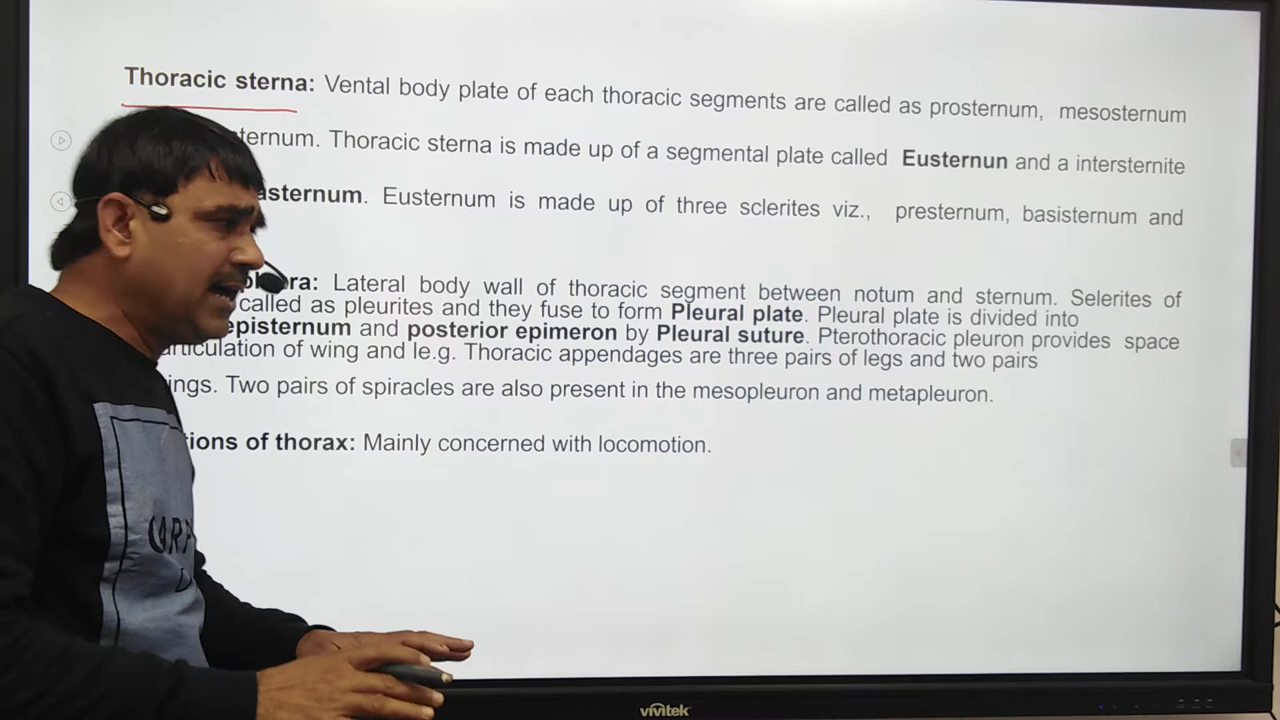 Thoracic sterna: Vental body plate of each thoracic segments are called as prosternum, mesosternum
ternum. Thoracic sterna is made up of a segmental plate called Eusternun and a intersternite
asternum. Eusternum is made up of three sclerites viz., presternum, basisternum and
ra: Lateral body wall of thoracic segment between notum and sternum. Selerites of
called as pleurites and they fuse to form Pleural plate. Pleural plate is divided into
episternum and posterior epimeron by Pleural suture. Pterothoracic pleuron provides space
articulation of wing and le.g. Thoracic appendages are three pairs of legs and two pairs
ings. Two pairs of spiracles are also present in the mesopleuron and metapleuron.
tions of thorax: Mainly concerned with locomotion.
vivitek